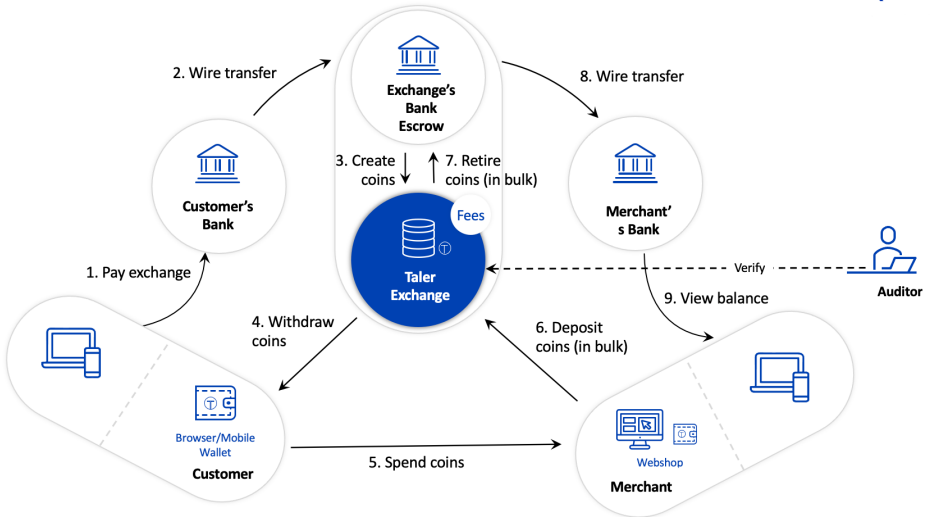 2. Wire transfer
Exchange's
Bank
Escrow
8. Wire transfer
3. Create
coins
7. Retire
coins (in bulk)
Customer's
Bank
Fees
Merchant'
s Bank
Taler
Exchange
T
1. Pay exchange
Verify
Auditor
9. View balance
4. Withdraw
coins
6. Deposit
coins (in bulk)
T
Browser/Mobile
Wallet
Customer
5. Spend coins
T
Webshop
Merchant